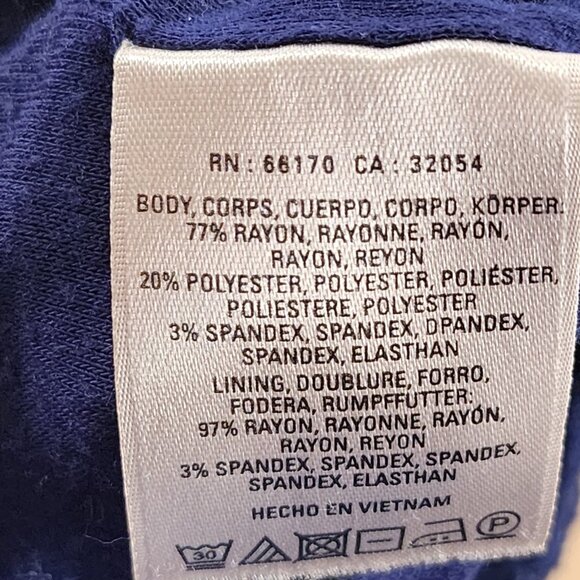 RN : 66170 CA : 32054
BODY, CORPS, CUERPO, CORPO, KÖRPER:
77% RAYON, RAYONNE, RAYÓN,
RAYON, REYON
20% POLYESTER, POLYESTER, POLIÉSTER,
POLIESTERE, POLYESTER
3% SPANDEX, SPANDEX, DPANDEX,
SPANDEX, ELASTHAN
LINING, DOUBLURE, FORRO,
FODERA, RUMPFFUTTER:
97% RAYON, RAYONNE, RAYÓN,
RAYON, REYON
3% SPANDEX, SPANDEX, SPANDEX,
SPANDEX, ELASTHAN
HECHO EN VIETNAM
30 P